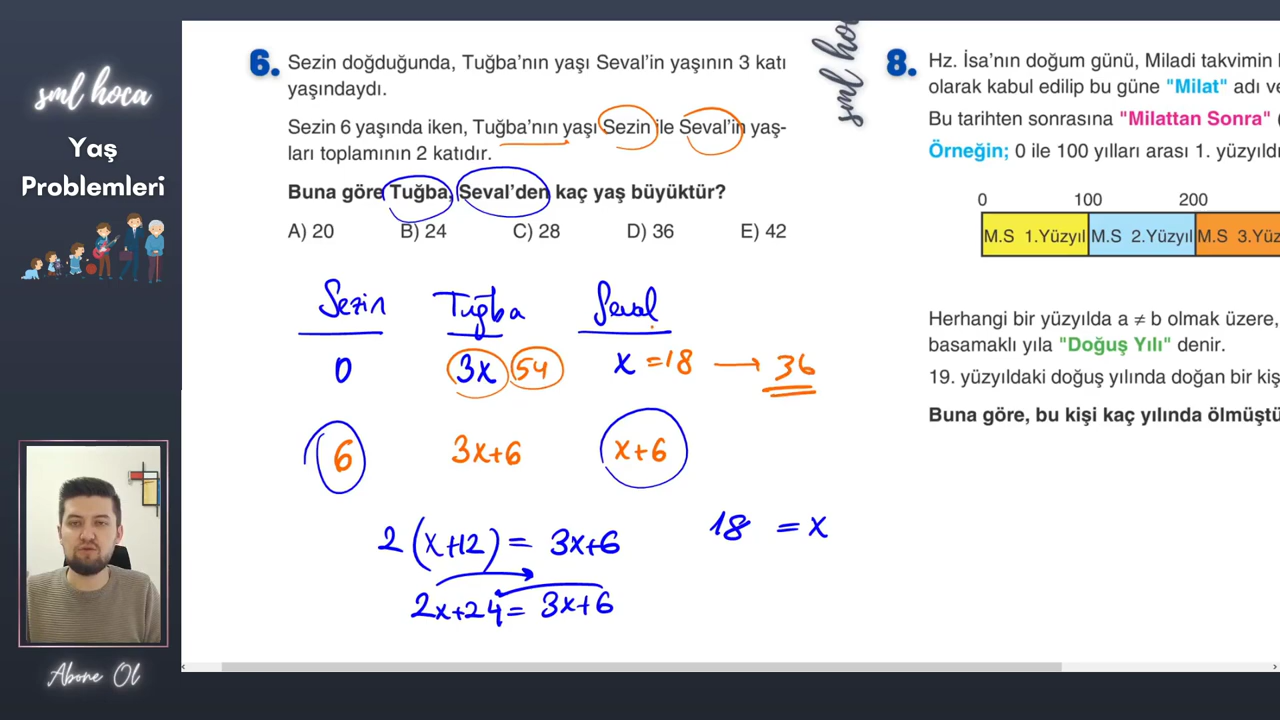 sml hoca
Yaş
Problemleri
Abone Ol
6.
Sezin doğduğunda, Tuğba'nın yaşı Seval'in yaşının 3 katı
yaşındaydı.
Sezin 6 yaşında iken, Tuğba'nın yaşı Sezin ile Seval'in yaş-
ları toplamının 2 katıdır.
Buna göre Tuğba, Seval'den kaç yaş büyüktür?
A) 20 B) 24 C) 28 D) 36 E) 42
Sezin Tuğba Seval
0 3x 54 x =18 → 36
6 3x+6 x+6
2(x+12) = 3x+6
2x+24 = 3x+6
18 = x
sml ho
8.
Hz. İsa'nın doğum günü, Miladi takvimin
olarak kabul edilip bu güne "Milat" adı ve
Bu tarihten sonrasına "Milattan Sonra" (
Örneğin; 0 ile 100 yılları arası 1. yüzyıldı
0 100 200
M.S 1.Yüzyıl M.S 2.Yüzyıl M.S 3.Yüz
Herhangi bir yüzyılda a ≠ b olmak üzere,
basamaklı yıla "Doğuş Yılı" denir.
19. yüzyıldaki doğuş yılında doğan bir kiş
Buna göre, bu kişi kaç yılında ölmüştü